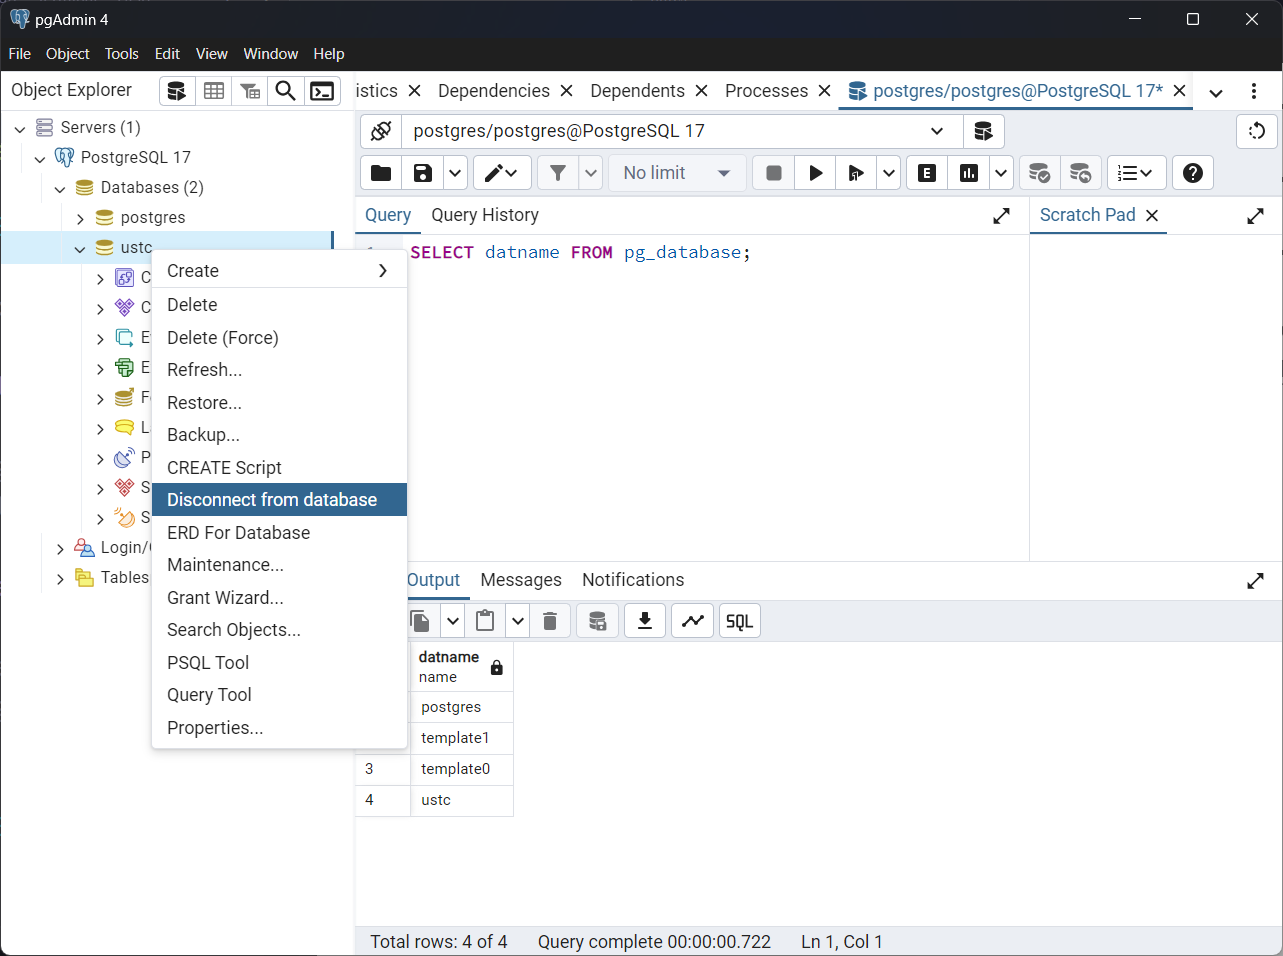 pgAdmin 4
File Object Tools Edit View Window Help
Object Explorer
istics Dependencies Dependents Processes postgres/postgres@PostgreSQL 17*
Servers (1)
PostgreSQL 17
Databases (2)
postgres
ustc
C
C
E
F
L
P
S
S
Login/
Tables
postgres/postgres@PostgreSQL 17
No limit
E
Query Query History
Scratch Pad
SELECT datname FROM pg_database;
Create
Delete
Delete (Force)
Refresh...
Restore...
Backup...
CREATE Script
Disconnect from database
ERD For Database
Maintenance...
Grant Wizard...
Search Objects...
PSQL Tool
Query Tool
Properties...
Output Messages Notifications
SQL
datname
name
postgres
template1
3 template0
4 ustc
Total rows: 4 of 4 Query complete 00:00:00.722 Ln 1, Col 1